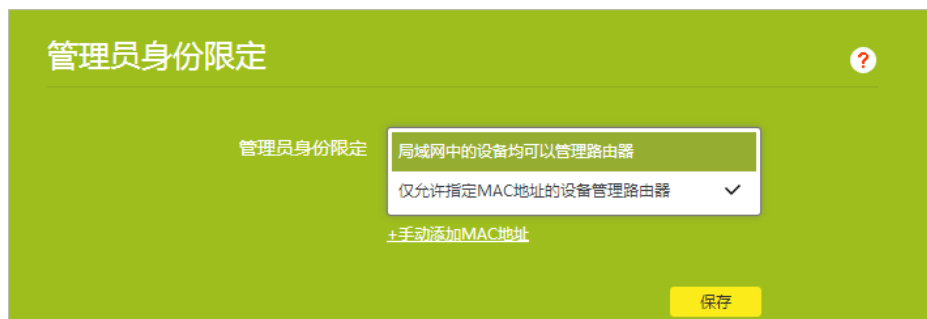 管理员身份限定
?
管理员身份限定
局域网中的设备均可以管理路由器
仅允许指定MAC地址的设备管理路由器
+手动添加MAC地址
保存